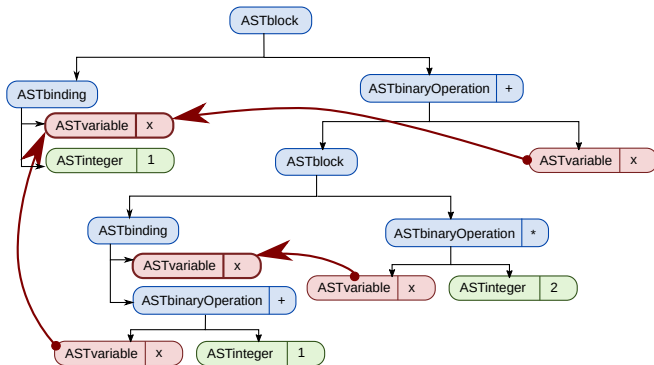 ASTblock
ASTbinding
ASTbinaryOperation +
ASTvariable x
ASTinteger 1
ASTblock
ASTvariable x
ASTbinding
ASTbinaryOperation *
ASTvariable x
ASTvariable x
ASTinteger 2
ASTbinaryOperation +
ASTvariable x
ASTinteger 1